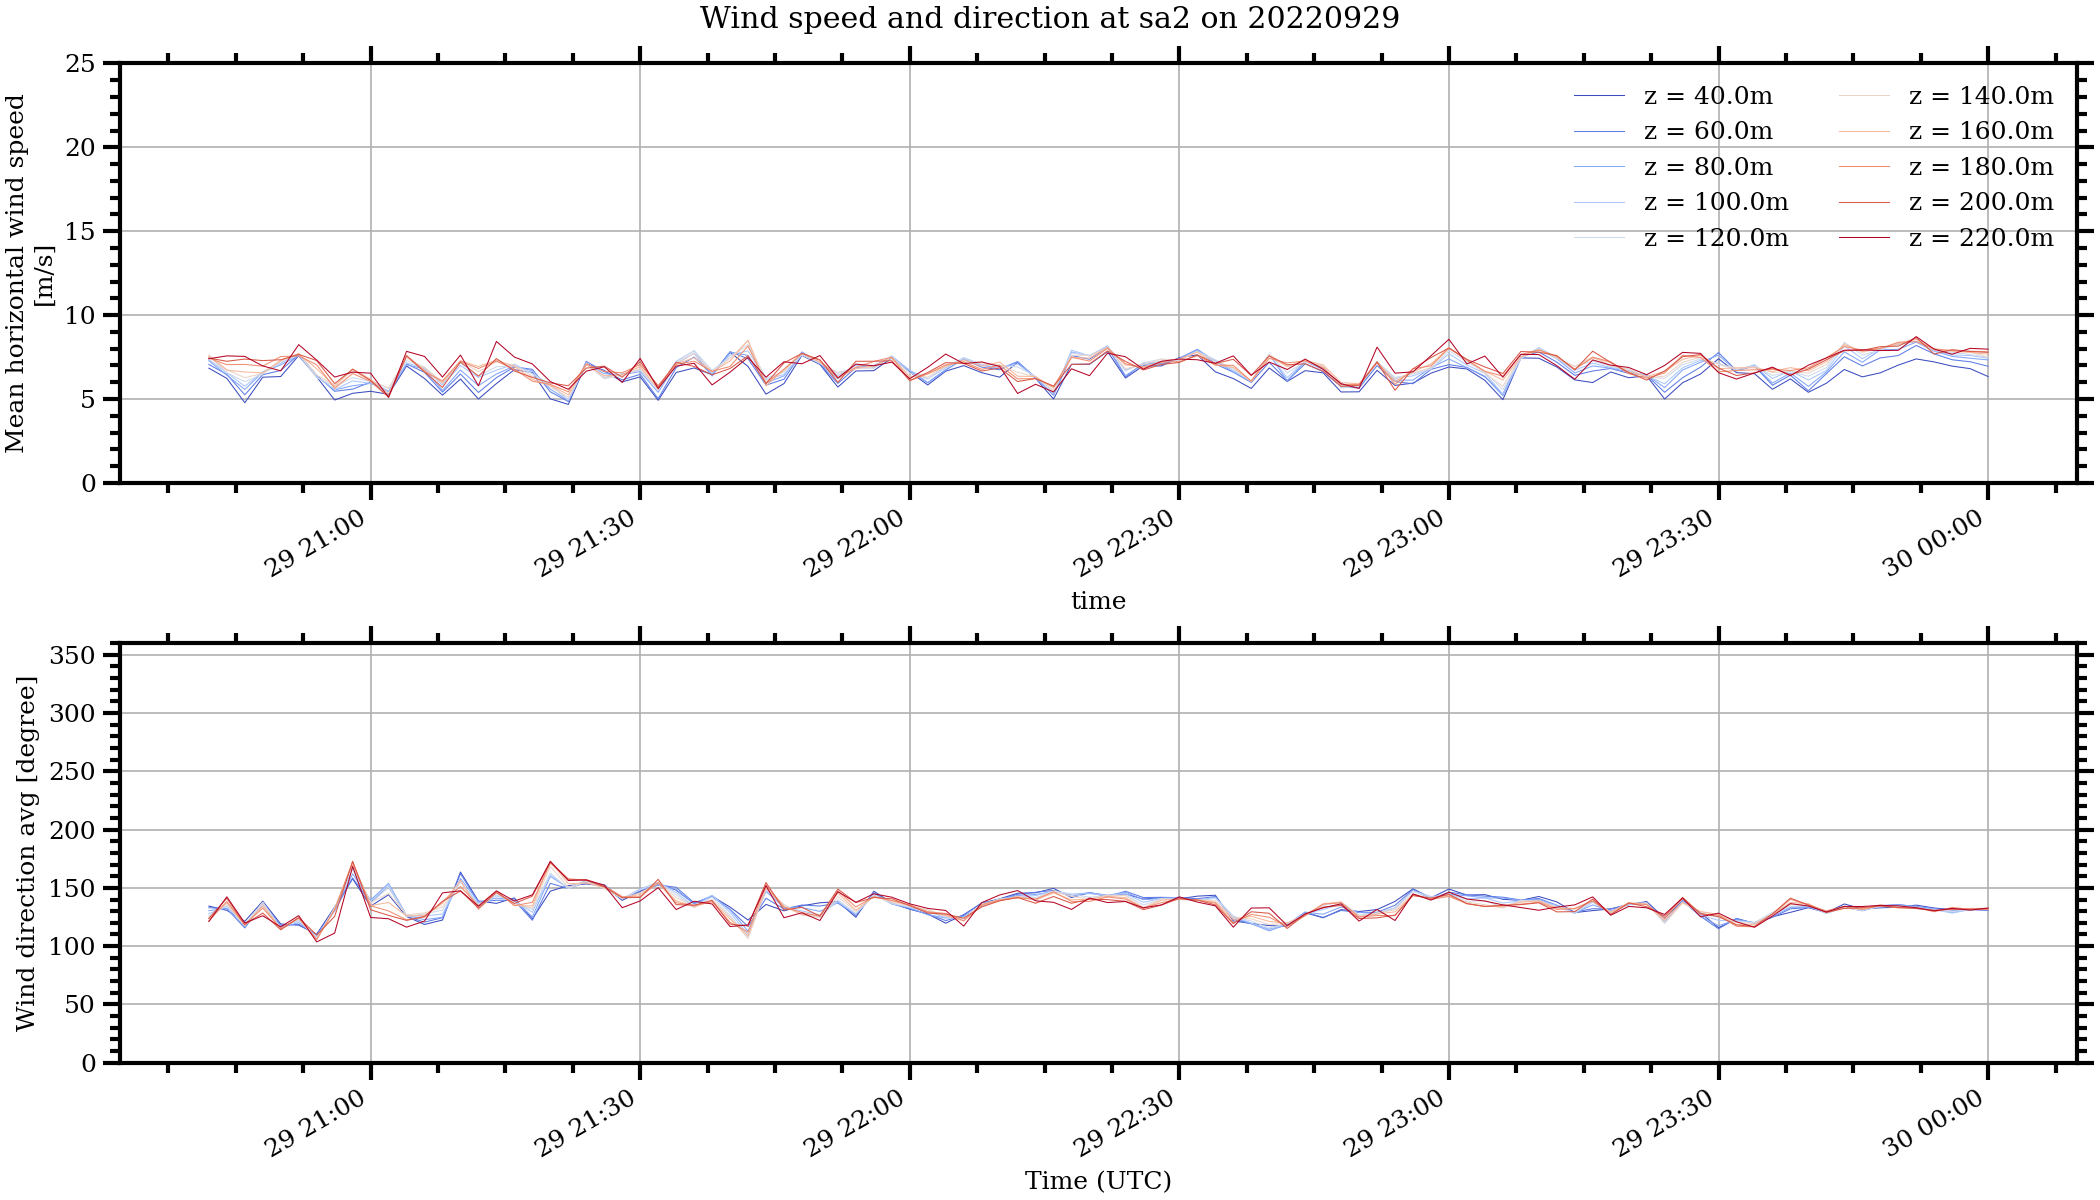 Wind speed and direction at sa2 on 20220929
Mean horizontal wind speed
[m/s]
25
20
15
10
5
0
z = 40.0m
z = 60.0m
z = 80.0m
z = 100.0m
z = 120.0m
z = 140.0m
z = 160.0m
z = 180.0m
z = 200.0m
z = 220.0m
29 21:00
29 21:30
29 22:00
29 22:30
29 23:00
29 23:30
30 00:00
time
Wind direction avg [degree]
350
300
250
200
150
100
50
0
29 21:00
29 21:30
29 22:00
29 22:30
29 23:00
29 23:30
30 00:00
Time (UTC)